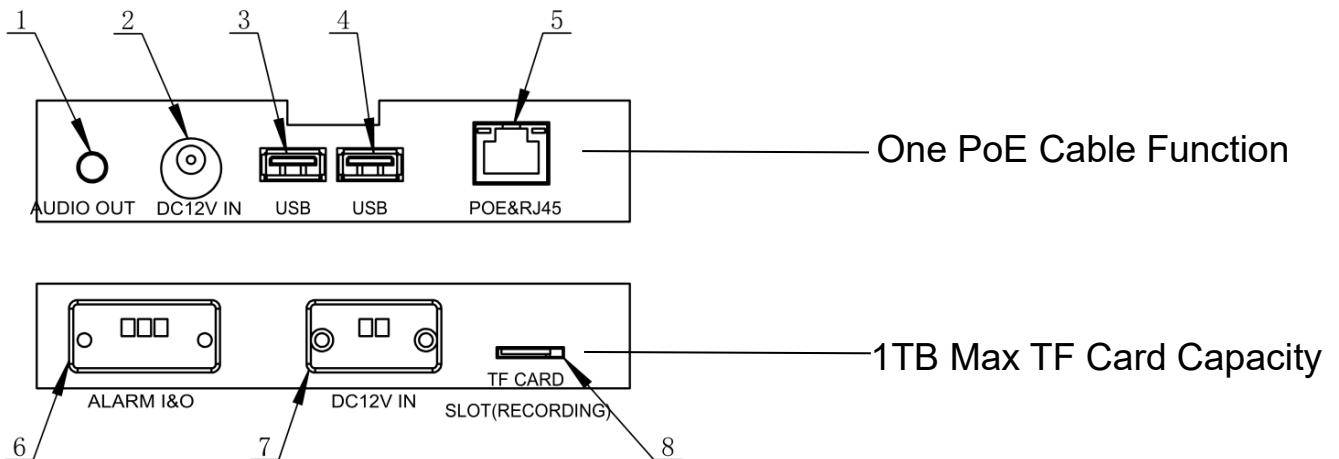 1 2 3 4 5
One PoE Cable Function
AUDIO OUT DC12V IN USB USB POE&RJ45
1TB Max TF Card Capacity
TF CARD
ALARM I&O DC12V IN SLOT(RECORDING)
6 7 8